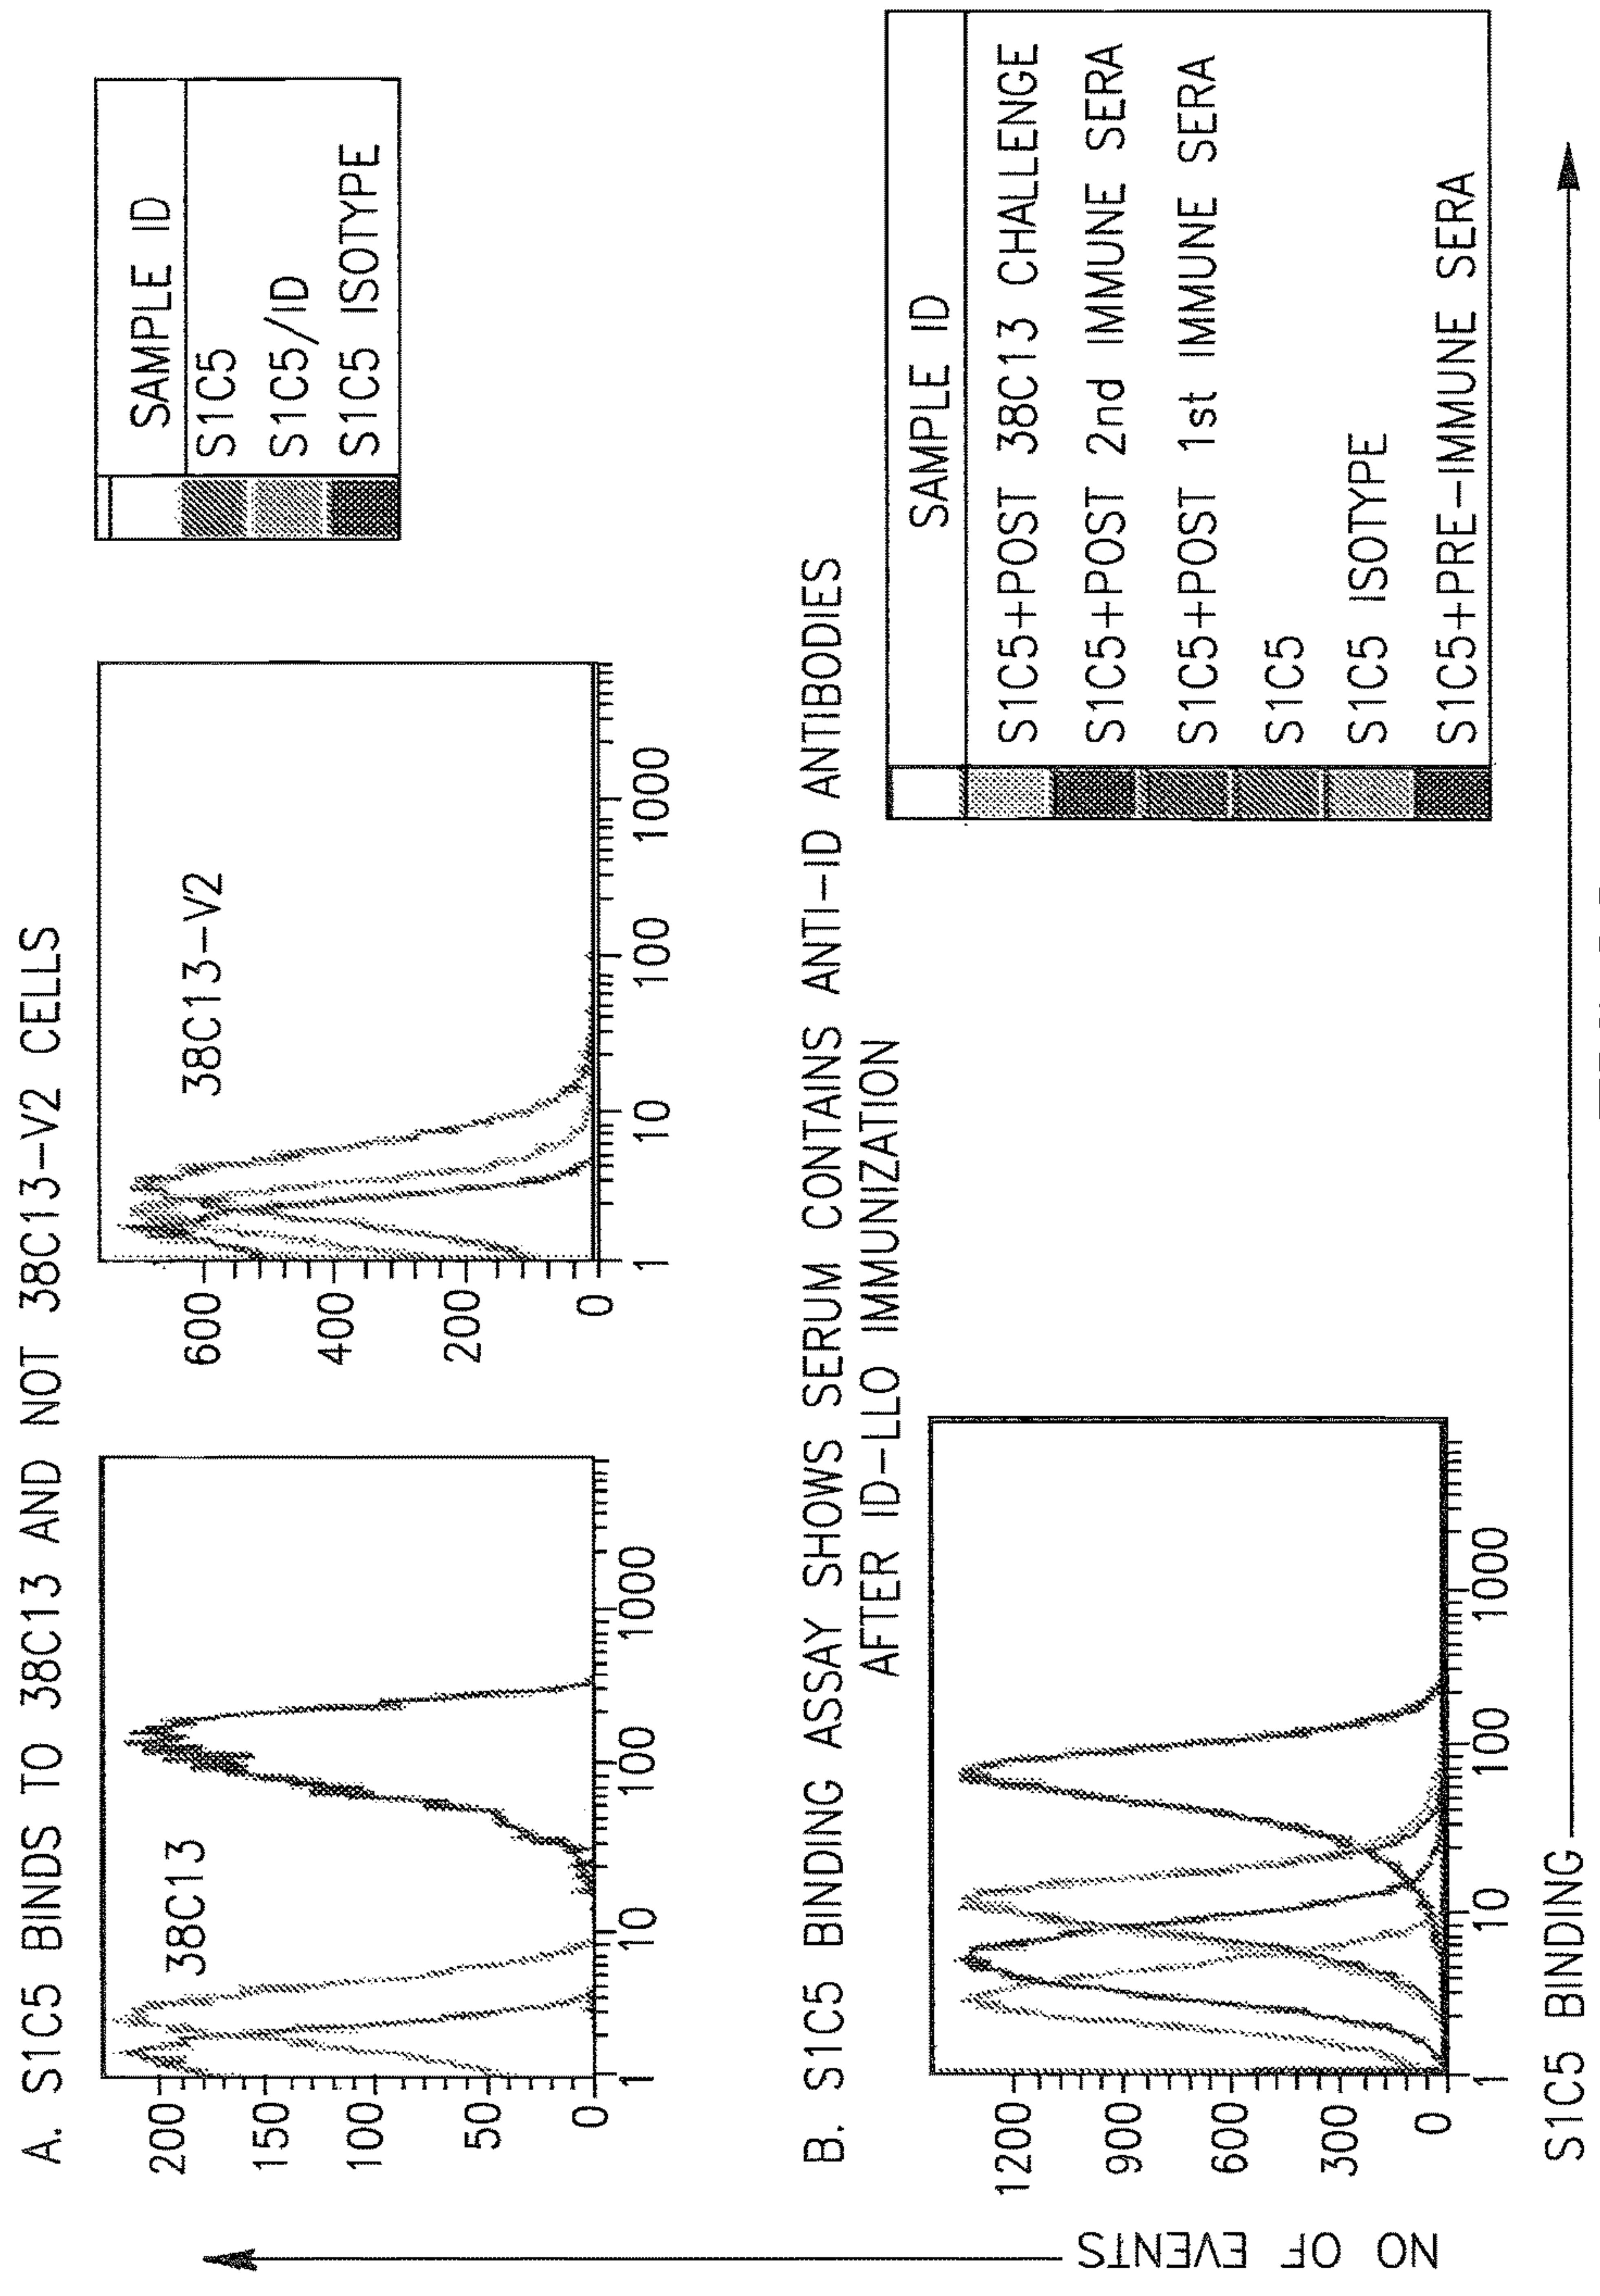 A. S1C5 BINDS TO 38C13 AND NOT 38C13-V2 CELLS
38C13
200
150
100
50
0
1
10
100
1000
38C13-V2
600
400
200
0
1
10
100
1000
SAMPLE ID
S1C5
S1C5/ID
S1C5 ISOTYPE
B. S1C5 BINDING ASSAY SHOWS SERUM CONTAINS ANTI-ID ANTIBODIES
AFTER ID-LLO IMMUNIZATION
1200
900
600
300
0
1
10
100
1000
SAMPLE ID
S1C5+POST 38C13 CHALLENGE
S1C5+POST 2nd IMMUNE SERA
S1C5+POST 1st IMMUNE SERA
S1C5
S1C5 ISOTYPE
S1C5+PRE-IMMUNE SERA
NO OF EVENTS
S1C5 BINDING